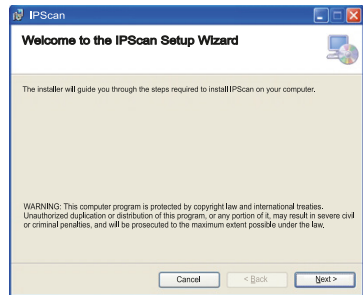 IPScan
Welcome to the IPScan Setup Wizard
The installer will guide you through the steps required to install IPScan on your computer.
WARNING: This computer program is protected by copyright law and international treaties.
Unauthorized duplication or distribution of this program, or any portion of it, may result in severe civil
or criminal penalties, and will be prosecuted to the maximum extent possible under the law.
Cancel
< Back
Next >